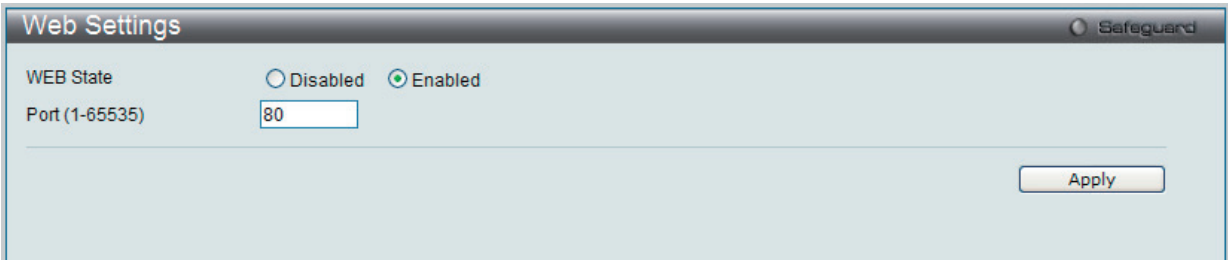 Web Settings
Safeguard
WEB State Disabled Enabled
Port (1-65535) 80
Apply